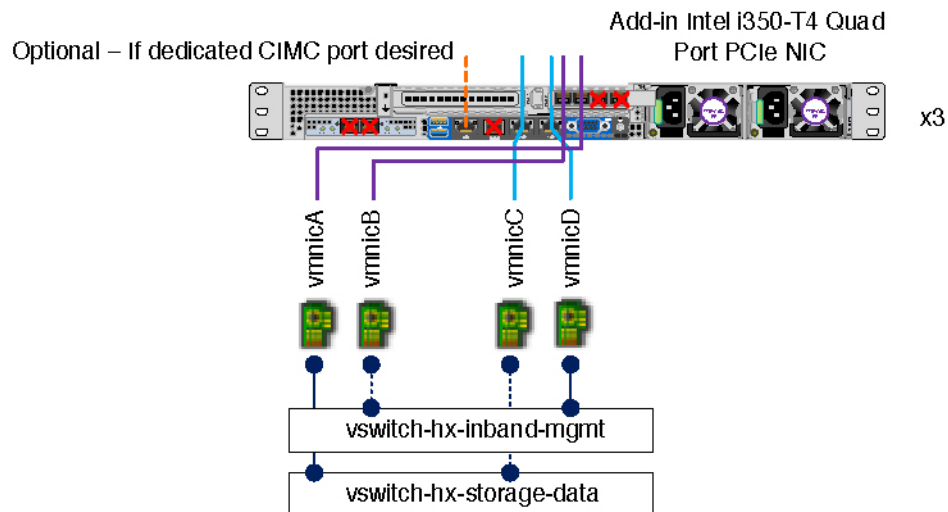 Add-in Intel i350-T4 Quad
Port PCIe NIC
Optional – If dedicated CIMC port desired
x3
vmnicA
vmnicB
vmnicC
vmnicD
vswitch-hx-inband-mgmt
vswitch-hx-storage-data